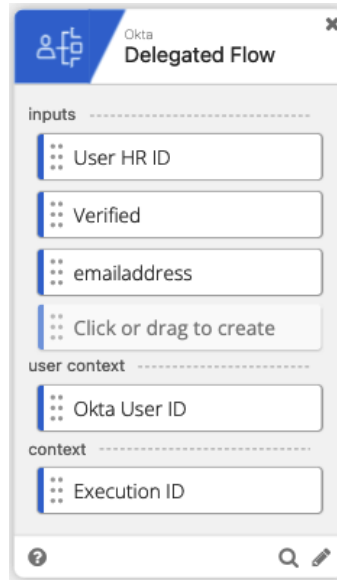 Okta
Delegated Flow
inputs
User HR ID
Verified
emailaddress
Click or drag to create
user context
Okta User ID
context
Execution ID